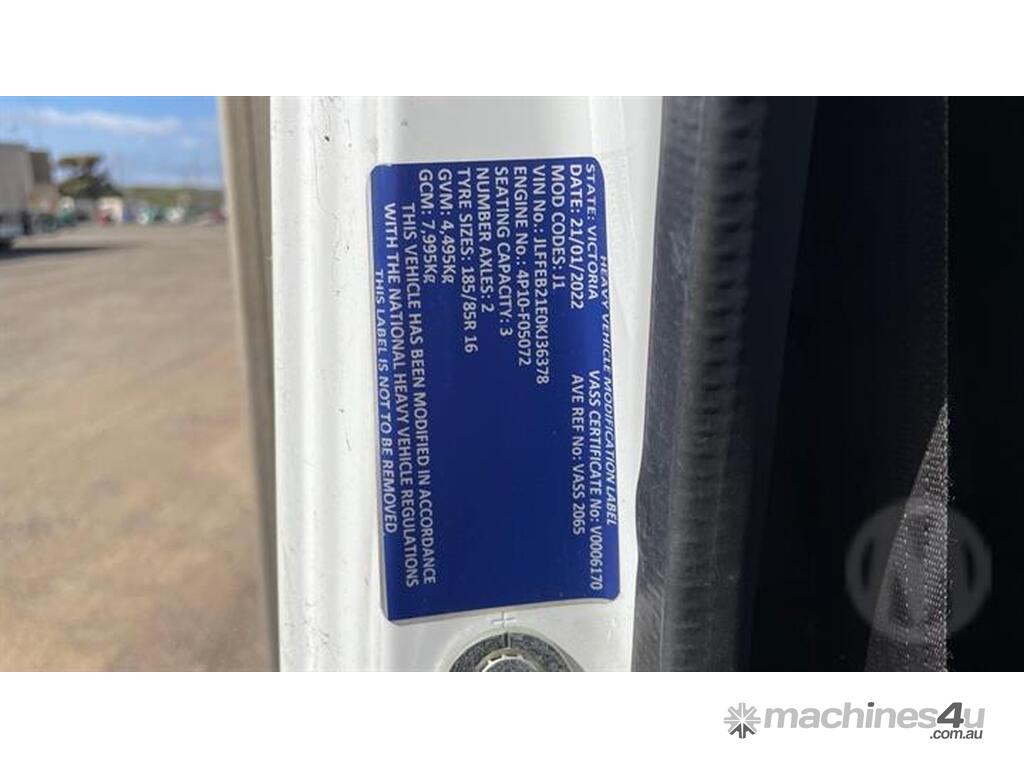 HEAVY VEHICLE MODIFICATION LABEL
STATE: VICTORIA VASS CERTIFICATE No: V0006170
DATE: 21/01/2022 AVE REF No: VASS 2065
MOD CODES: J1
VIN No.: JLFFEB21E0KJ36378
ENGINE No.: 4P10-F05072
SEATING CAPACITY: 3
NUMBER AXLES: 2
TYRE SIZES: 185/85R 16
GVM: 4,495Kg
GCM: 7,995Kg
THIS VEHICLE HAS BEEN MODIFIED IN ACCORDANCE
WITH THE NATIONAL HEAVY VEHICLE REGULATIONS
THIS LABEL IS NOT TO BE REMOVED.
machines4u
.com.au